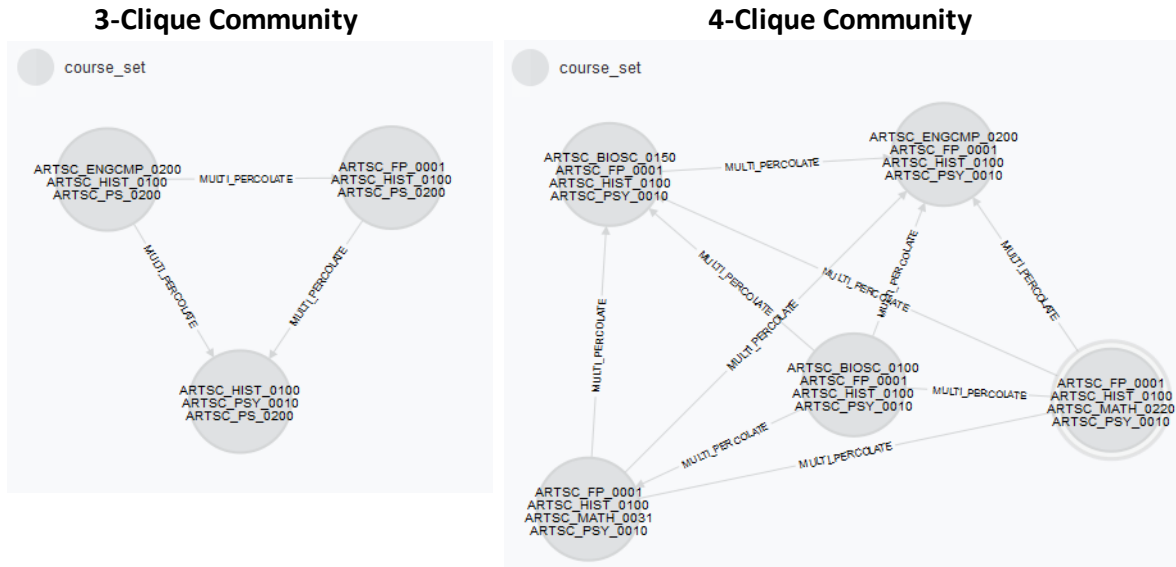 3-Clique Community
course_set
ARTSC_ENGCMP_0200
ARTSC_HIST_0100
ARTSC_PS_0200
MULTI_PERCOLATE
ARTSC_FP_0001
ARTSC_HIST_0100
ARTSC_PS_0200
MULTI_PERCOLATE
MULTI_PERCOLATE
ARTSC_HIST_0100
ARTSC_PSY_0010
ARTSC_PS_0200
4-Clique Community
course_set
ARTSC_BIOSC_0150
ARTSC_FP_0001
ARTSC_HIST_0100
ARTSC_PSY_0010
MULTI_PERCOLATE
ARTSC_ENGCMP_0200
ARTSC_FP_0001
ARTSC_HIST_0100
ARTSC_PSY_0010
MULTI_PERCOLATE
MULTI_PERCOLATE
MULTI_PERCOLATE
MULTI_PERCOLATE
MULTI_PERCOLATE
MULTI_PERCOLATE
ARTSC_BIOSC_0100
ARTSC_FP_0001
ARTSC_HIST_0100
ARTSC_PSY_0010
MULTI_PERCOLATE
ARTSC_FP_0001
ARTSC_HIST_0100
ARTSC_MATH_0220
ARTSC_PSY_0010
MULTI_PERCOLATE
MULTI_PERCOLATE
ARTSC_FP_0001
ARTSC_HIST_0100
ARTSC_MATH_0031
ARTSC_PSY_0010